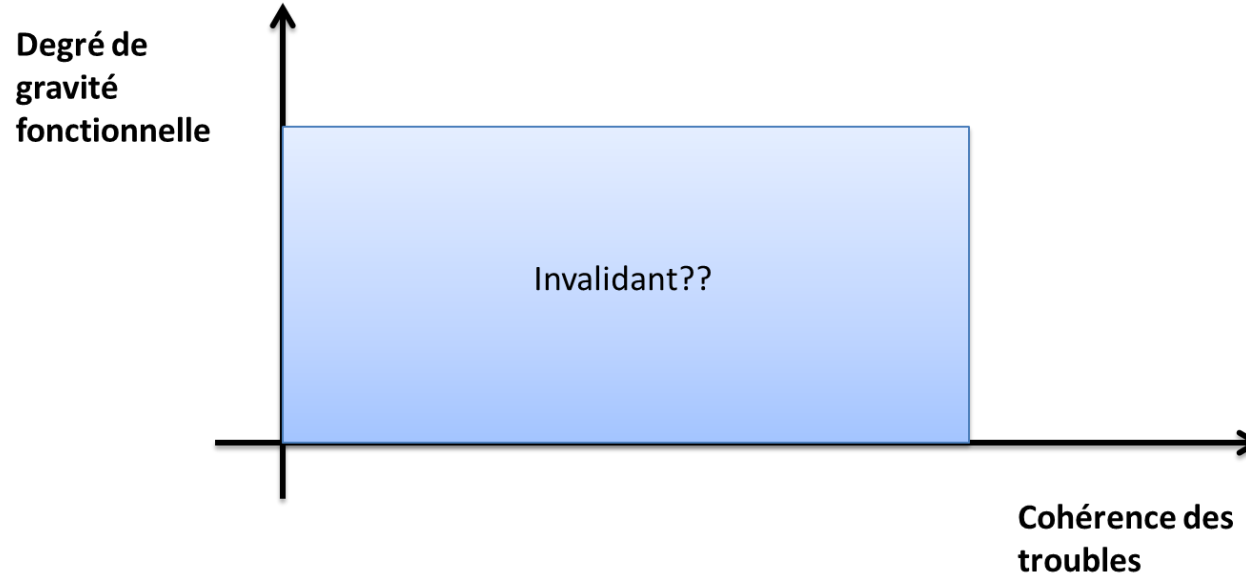 Degré de
gravité
fonctionnelle
Invalidant??
Cohérence des
troubles